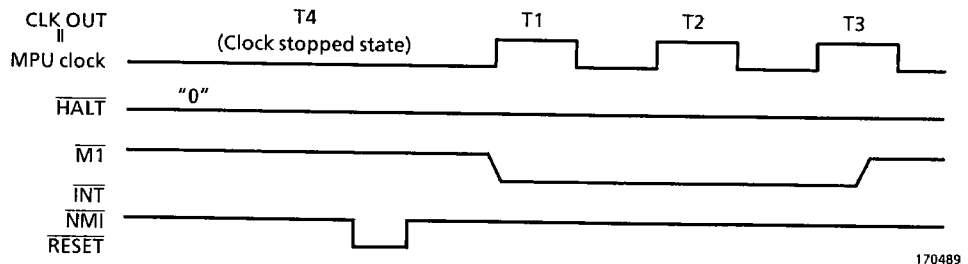 CLK OUT T4 T1 T2 T3
=
(Clock stopped state)
MPU clock
"0"
HALT
M1
INT
NMI
RESET
170489